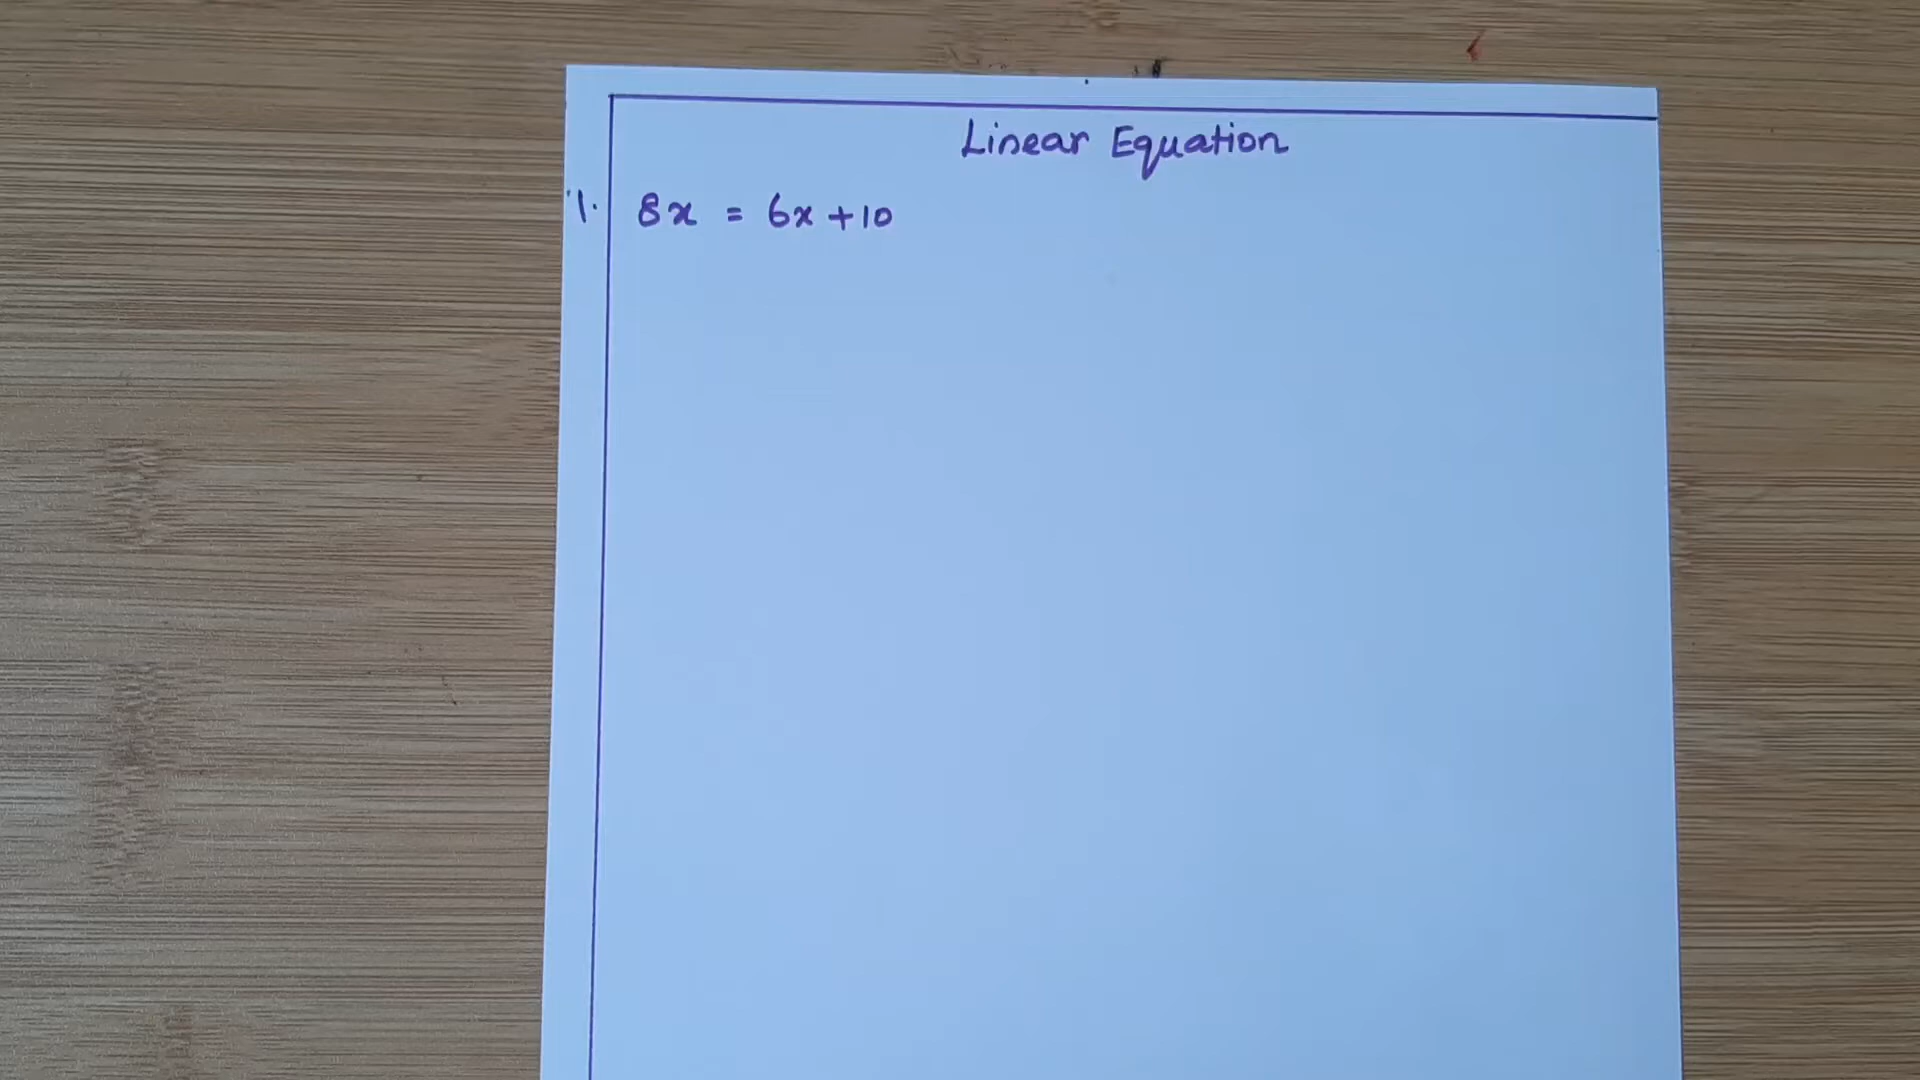 Linear Equation
1. 8x = 6x + 10